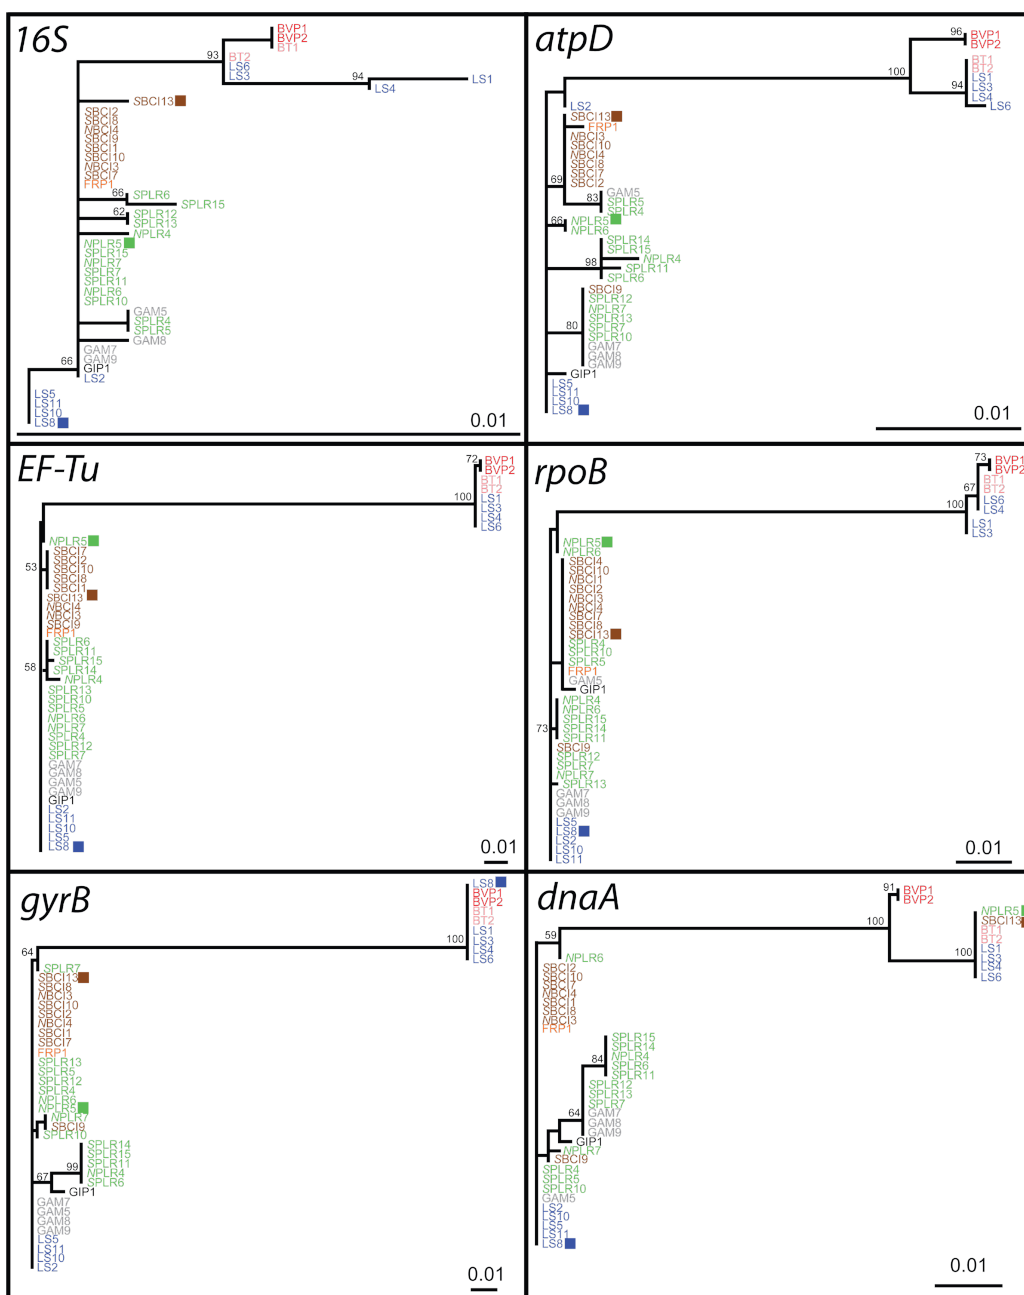 16S
93
BVP1
BVP2
BT1
BT2
LS6
LS3
94
LS1
LS4
SBCI13
SBCI2
SBCI8
NBCI4
SBCI9
SBCI1
SBCI10
NBCI3
SBCI7
FRP1
66
SPLR6
SPLR15
62
SPLR12
SPLR13
NPLR4
NPLR5
SPLR15
NPLR7
SPLR7
SPLR11
NPLR6
SPLR10
GAM5
SPLR4
SPLR5
GAM8
GAM7
GAM9
66
GIP1
LS2
LS5
LS11
LS10
LS8
0.01
atpD
96
BVP1
BVP2
100
BT1
BT2
LS1
LS3
94
LS4
LS6
LS2
SBCI13
FRP1
NBCI3
SBCI10
NBCI4
SBCI8
SBCI7
69
SBCI2
83
GAM5
SPLR5
SPLR4
66
NPLR5
NPLR6
SPLR14
SPLR15
98
NPLR4
SPLR11
SPLR6
SBCI9
SPLR12
NPLR7
SPLR13
80
SPLR7
SPLR10
GAM7
GAM8
GAM9
GIP1
LS5
LS11
LS10
LS8
0.01
EF-Tu
72
BVP1
BVP2
BT1
BT2
100
LS1
LS3
LS4
LS6
NPLR5
SBCI7
SBCI2
53
SBCI10
SBCI8
SBCI1
SBCI13
NBCI4
NBCI3
SBCI9
FRP1
SPLR6
SPLR11
58
SPLR15
SPLR14
NPLR4
SPLR13
SPLR10
SPLR5
NPLR6
NPLR7
SPLR4
SPLR12
SPLR7
GAM7
GAM8
GAM5
GAM9
GIP1
LS2
LS11
LS10
LS5
LS8
0.01
rpoB
73
BVP1
BVP2
BT1
67
BT2
LS6
LS4
100
LS1
LS3
NPLR5
NPLR6
SBCI4
SBCI10
NBCI1
SBCI2
NBCI3
NBCI4
SBCI7
SBCI8
SBCI13
SPLR4
SPLR10
SPLR5
FRP1
GAM5
GIP1
NPLR4
NPLR6
SPLR15
73
SPLR14
SPLR11
SBCI9
SPLR12
SPLR7
NPLR7
SPLR13
GAM7
GAM8
GAM9
LS5
LS8
LS2
LS10
LS11
0.01
gyrB
LS8
BVP1
BVP2
BT1
BT2
LS1
100
LS3
LS4
LS6
64
SPLR7
SBCI13
SBCI8
NBCI3
SBCI10
SBCI2
NBCI4
SBCI1
SBCI7
FRP1
SPLR13
SPLR5
SPLR12
SPLR4
NPLR6
NPLR5
NPLR7
SBCI9
SPLR10
SPLR14
SPLR15
99
SPLR11
NPLR4
67
SPLR6
GIP1
GAM7
GAM5
GAM8
GAM9
LS5
LS11
LS10
LS2
0.01
dnaA
91
BVP1
BVP2
100
NPLR5
SBCI13
BT1
BT2
100
LS1
LS3
LS4
LS6
59
NPLR6
SBCI2
SBCI10
SBCI7
NBCI4
SBCI1
SBCI8
NBCI3
FRP1
SPLR15
SPLR14
84
NPLR4
SPLR6
SPLR11
SPLR12
SPLR13
SPLR7
64
GAM7
GAM8
GAM9
GIP1
NPLR7
SBCI9
SPLR4
SPLR5
SPLR10
GAM5
LS2
LS10
LS5
LS11
LS8
0.01